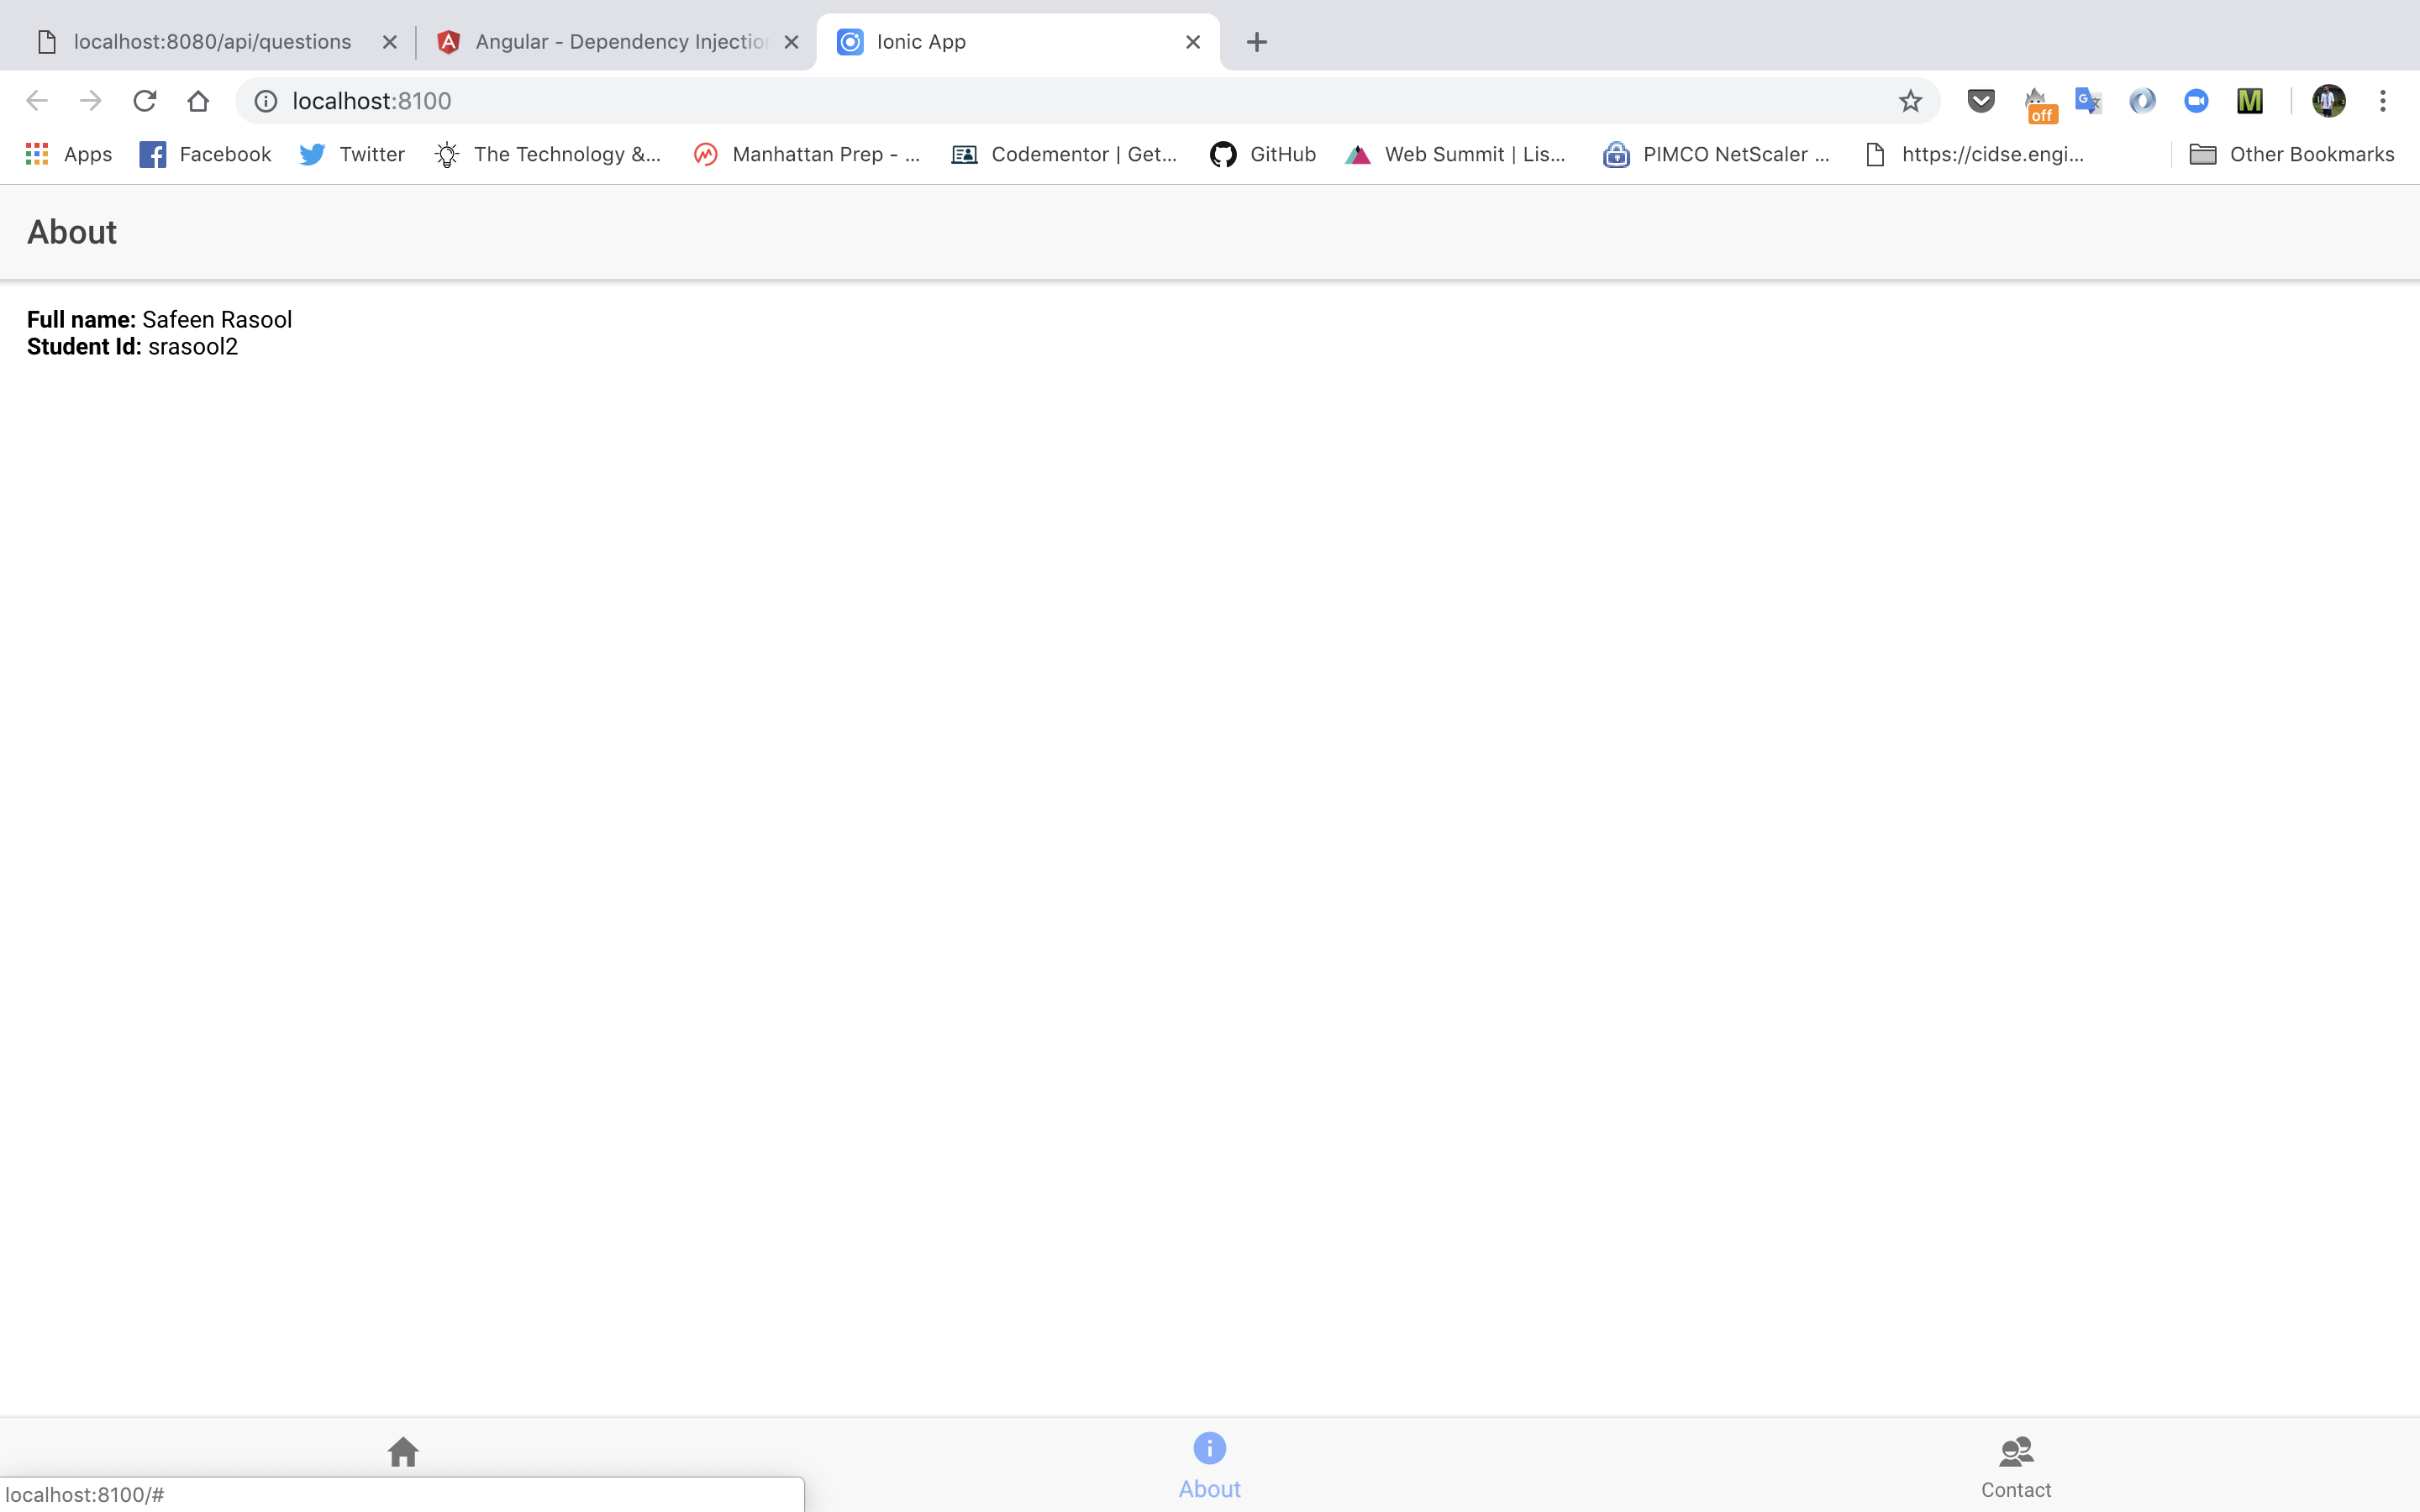 localhost:8080/api/questions
Angular - Dependency Injection
Ionic App
localhost:8100
off
Apps
Facebook
Twitter
The Technology &...
Manhattan Prep - ...
Codementor | Get...
GitHub
Web Summit | Lis...
PIMCO NetScaler ...
https://cidse.engi...
Other Bookmarks
About
Full name: Safeen Rasool
Student Id: srasool2
About
Contact
localhost:8100/#